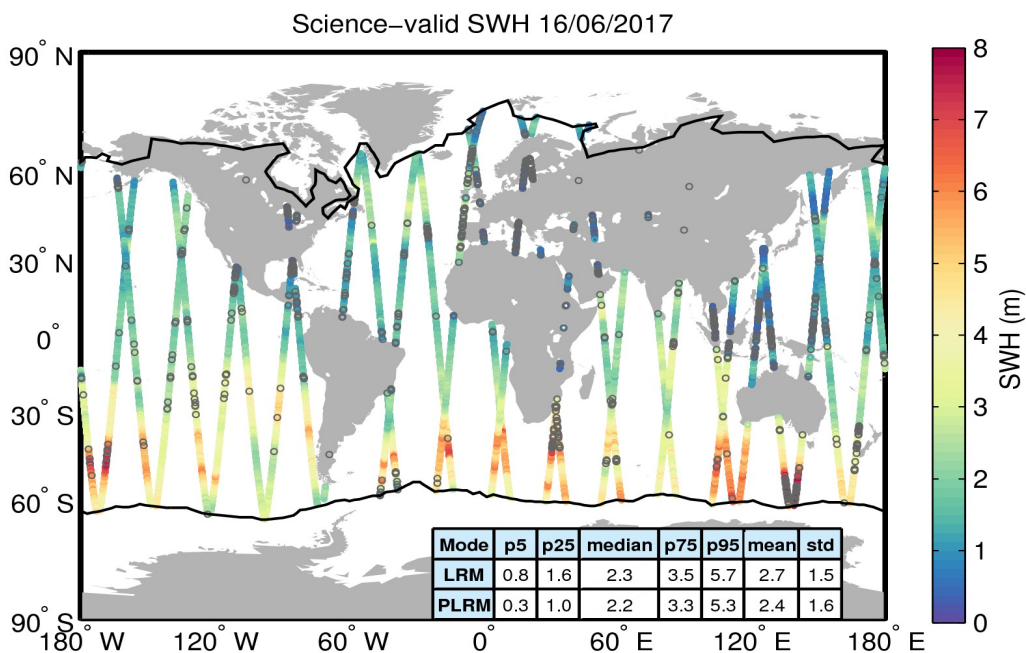 Science−valid SWH 16/06/2017
90° N
60° N
30° N
0°
30° S
60° S
90° S
180° W
120° W
60° W
0°
60° E
120° E
180° E
8
7
6
5
4
3
2
1
0
SWH (m)
Mode p5 p25 median p75 p95 mean std
LRM 0.8 1.6 2.3 3.5 5.7 2.7 1.5
PLRM 0.3 1.0 2.2 3.3 5.3 2.4 1.6